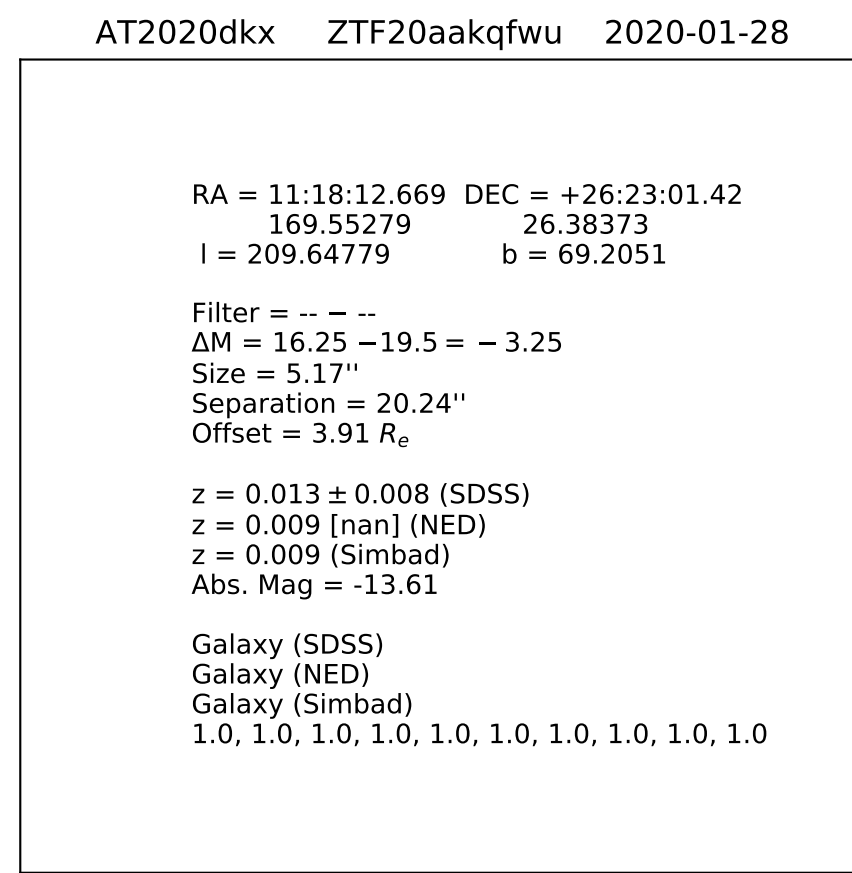 AT2020dkx ZTF20aakqfwu 2020-01-28
RA = 11:18:12.669 DEC = +26:23:01.42
169.55279 26.38373
l = 209.64779 b = 69.2051
Filter = -- − --
ΔM = 16.25 −19.5 = − 3.25
Size = 5.17''
Separation = 20.24''
Offset = 3.91 Rₑ
z = 0.013 ± 0.008 (SDSS)
z = 0.009 [nan] (NED)
z = 0.009 (Simbad)
Abs. Mag = -13.61
Galaxy (SDSS)
Galaxy (NED)
Galaxy (Simbad)
1.0, 1.0, 1.0, 1.0, 1.0, 1.0, 1.0, 1.0, 1.0, 1.0